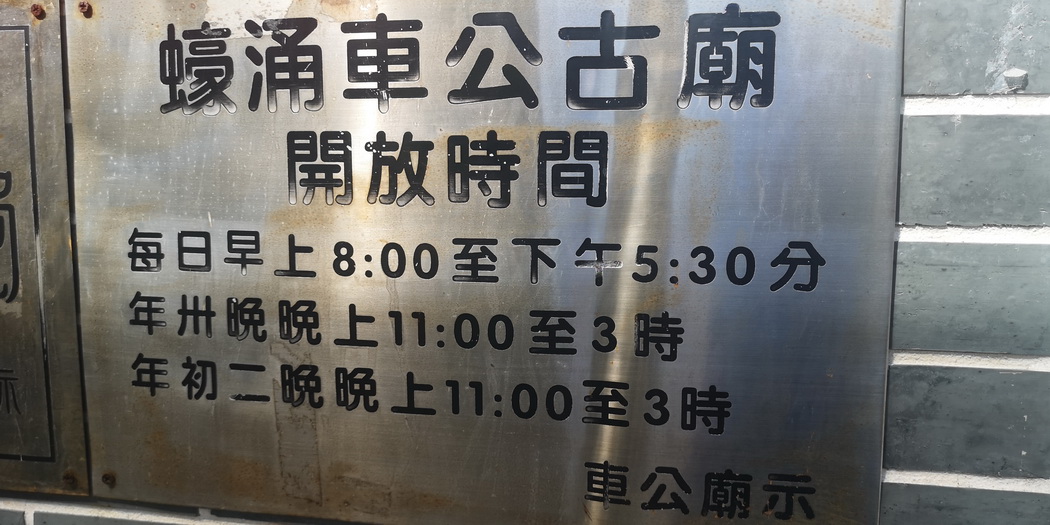 蠔涌車公古廟
開放時間
每日早上8:00至下午5:30分
年卅晚晚上11:00至3時
年初二晚晚上11:00至3時
車公廟示